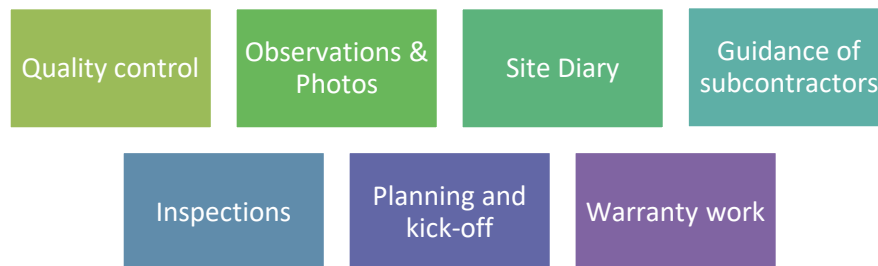 Quality control
Observations &
Photos
Site Diary
Guidance of
subcontractors
Inspections
Planning and
kick-off
Warranty work